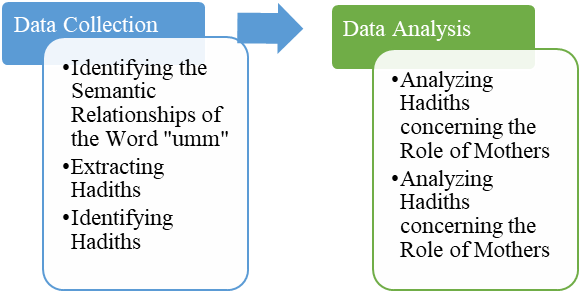 Data Collection
•Identifying the
Semantic
Relationships of
the Word "umm"
•Extracting
Hadiths
•Identifying
Hadiths
Data Analysis
•Analyzing
Hadiths
concerning the
Role of Mothers
•Analyzing
Hadiths
concerning the
Role of Mothers